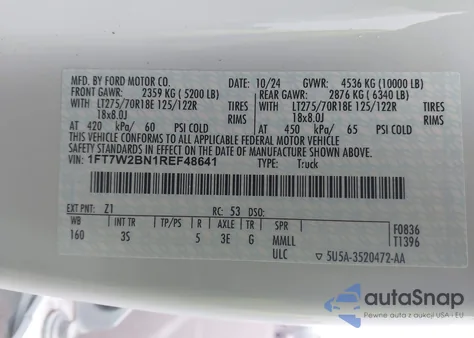 MFD. BY FORD MOTOR CO. 10/24 GVWR: 4536 KG (10000 LB)
FRONT GAWR: 2359 KG (5200 LB) REAR GAWR: 2876 KG (6340 LB)
WITH LT275/70R18E 125/122R TIRES WITH LT275/70R18E 125/122R TIRES
18x8.0J RIMS 18x8.0J RIMS
AT 420 kPa/ 60 PSI COLD AT 450 kPa/ 65 PSI COLD
THIS VEHICLE CONFORMS TO ALL APPLICABLE FEDERAL MOTOR VEHICLE
SAFETY STANDARDS IN EFFECT ON THE DATE OF MANUFACTURE SHOWN ABOVE.
VIN: 1FT7W2BN1REF48641 TYPE: Truck
EXT PNT: Z1 RC: 53 DSO:
WB INT TR TP/PS R AXLE TR SPR F0836
160 3S 5 3E G MMLL T1396
ULC 5U5A-3520472-AA
autoSnap
Pewne auta z aukcji USA - EU